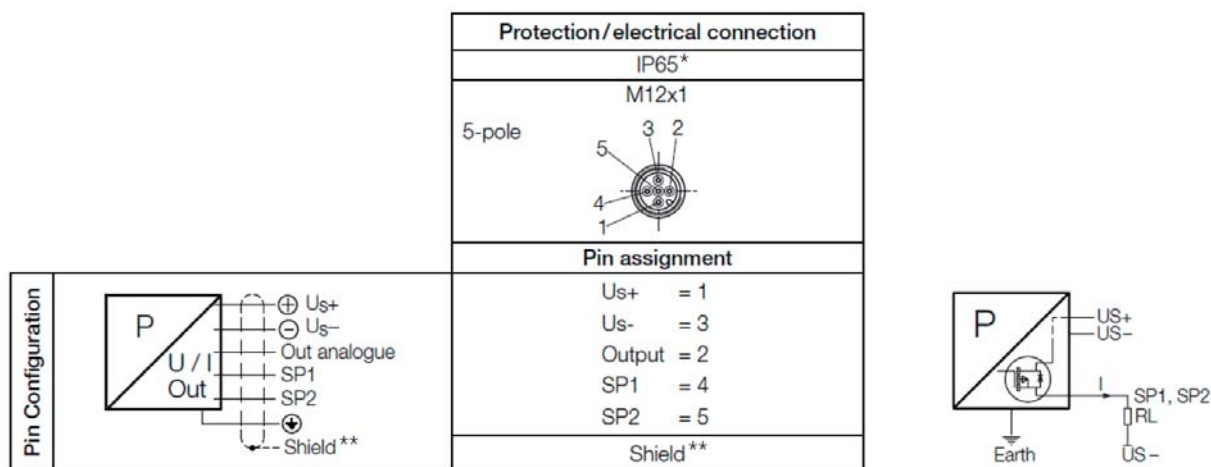 Protection/electrical connection
IP65*
M12x1
5-pole
3 2
5
4
1
Pin assignment
Pin Configuration
P
U / I
Out
Us+
Us–
Out analogue
SP1
SP2
Shield **
Us+ = 1
Us- = 3
Output = 2
SP1 = 4
SP2 = 5
Shield**
P
US+
US–
I
SP1, SP2
RL
US –
Earth